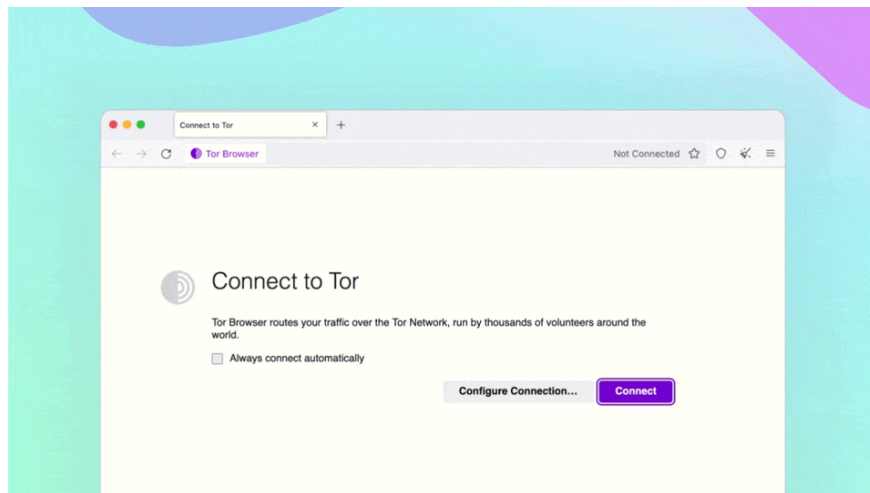 Connect to Tor
Tor Browser
Not Connected
Connect to Tor
Tor Browser routes your traffic over the Tor Network, run by thousands of volunteers around the
world.
Always connect automatically
Configure Connection...
Connect